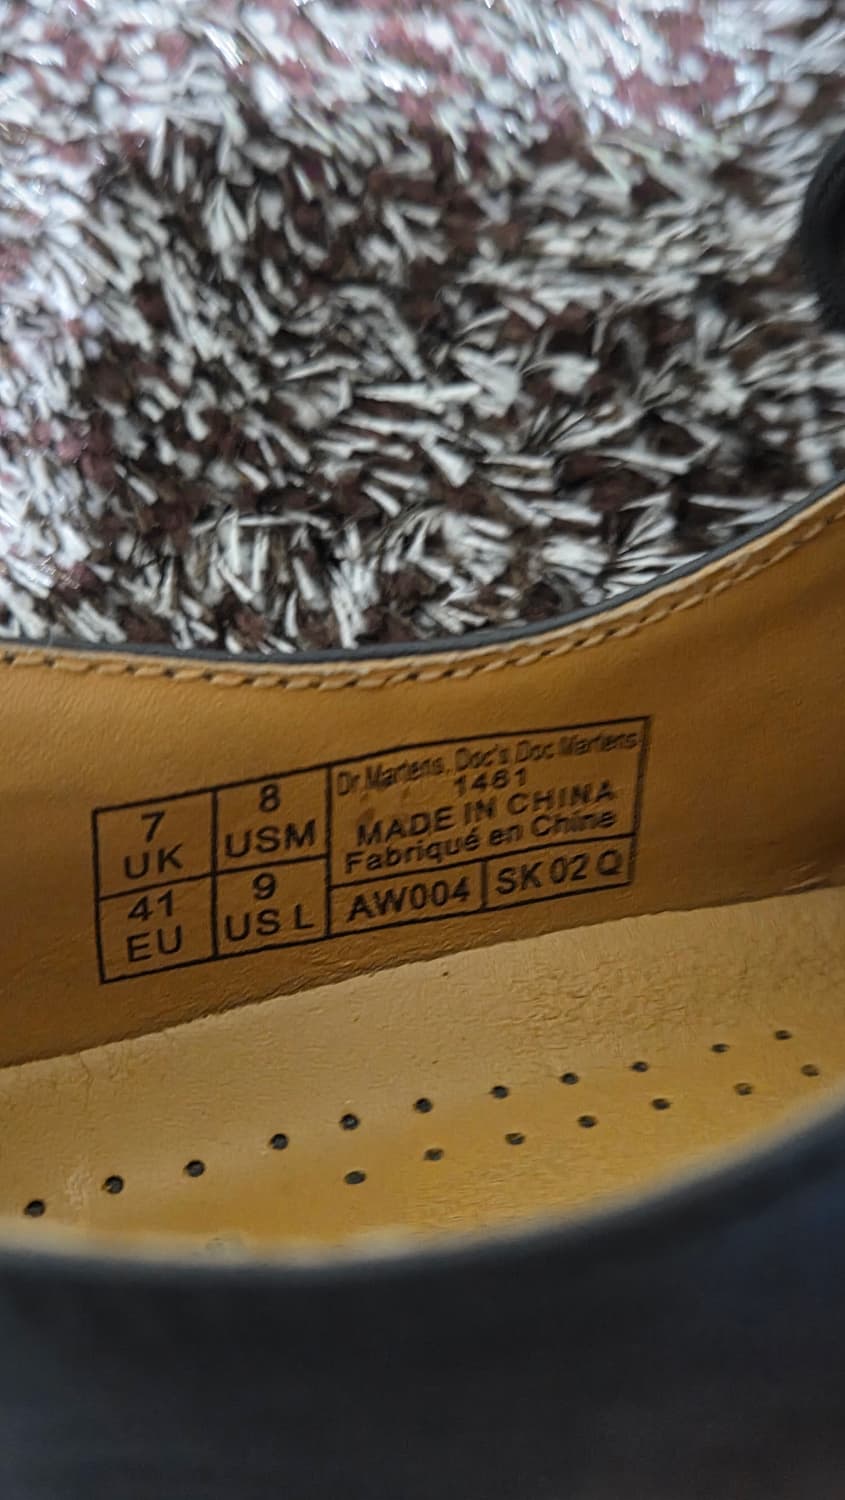 7
UK
8
USM
41
EU
9
US L
Dr. Martens, Doc's Doc Martens
1461
MADE IN CHINA
Fabriqué en Chine
AW004
SK 02 Q